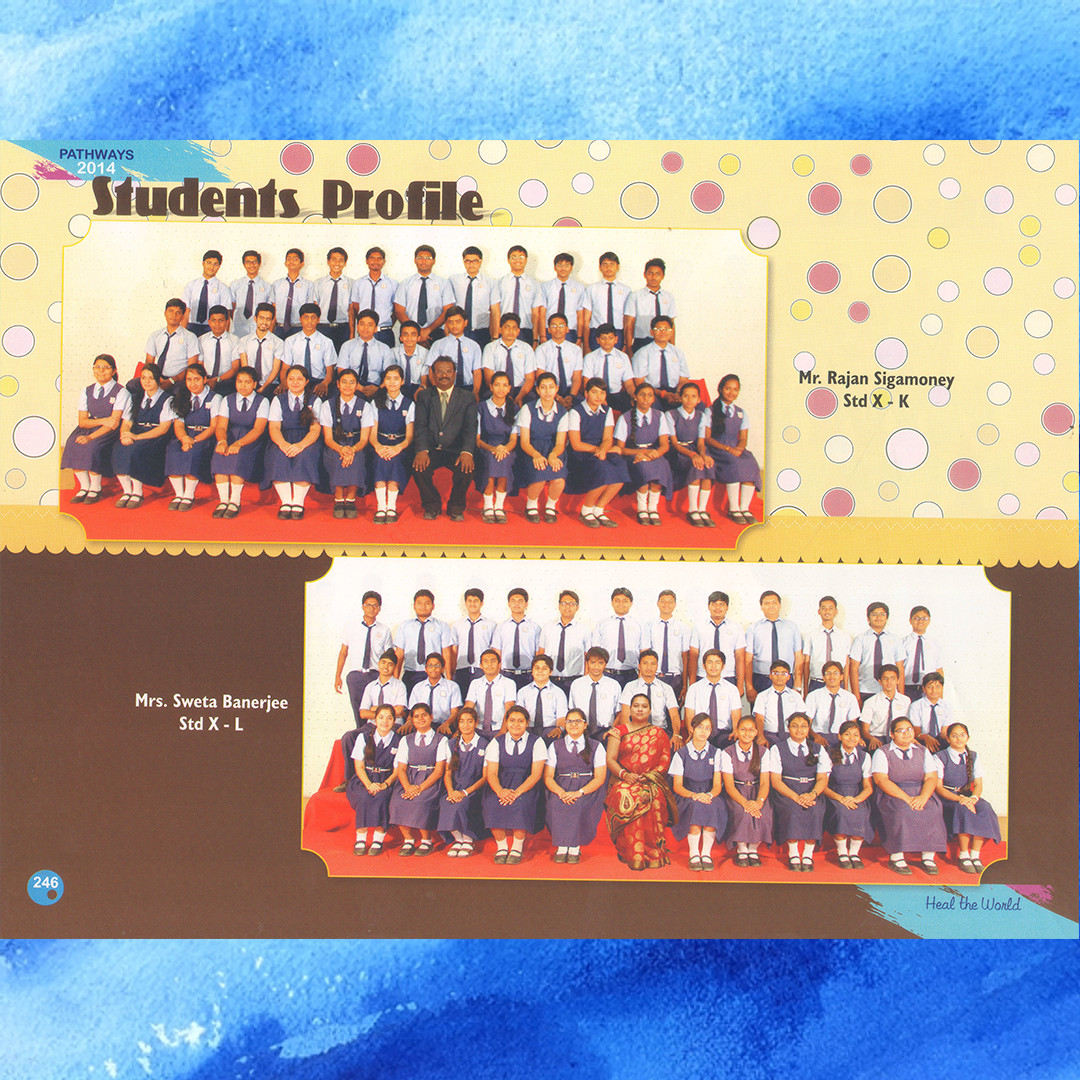 PATHWAYS
2014
Students Profile
Mr. Rajan Sigamoney
Std X - K
Mrs. Sweta Banerjee
Std X - L
246
Heal the World